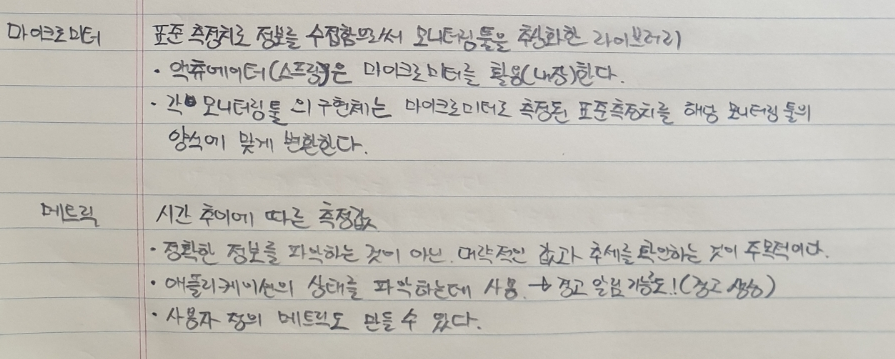 마이크로미터 표준 측정치로 정보를 수집함으로써 모니터링 툴을 추상화한 라이브러리
· 액츄에이터(스프링)은 마이크로미터를 활용(내장)한다.
· 각 모니터링 툴의 구현체는 마이크로미터로 측정된 표준측정치를 해당 모니터링 툴의
양식에 맞게 변환한다.
메트릭 시간 추이에 따른 측정값
· 정확한 정보를 파악하는 것이 아닌, 대략적인 값과 추세를 확인하는 것이 주목적이다.
· 애플리케이션의 상태를 파악하는데 사용 → 경고 알림 기능도! (경고
· 사용자 정의 메트릭도 만들 수 있다.